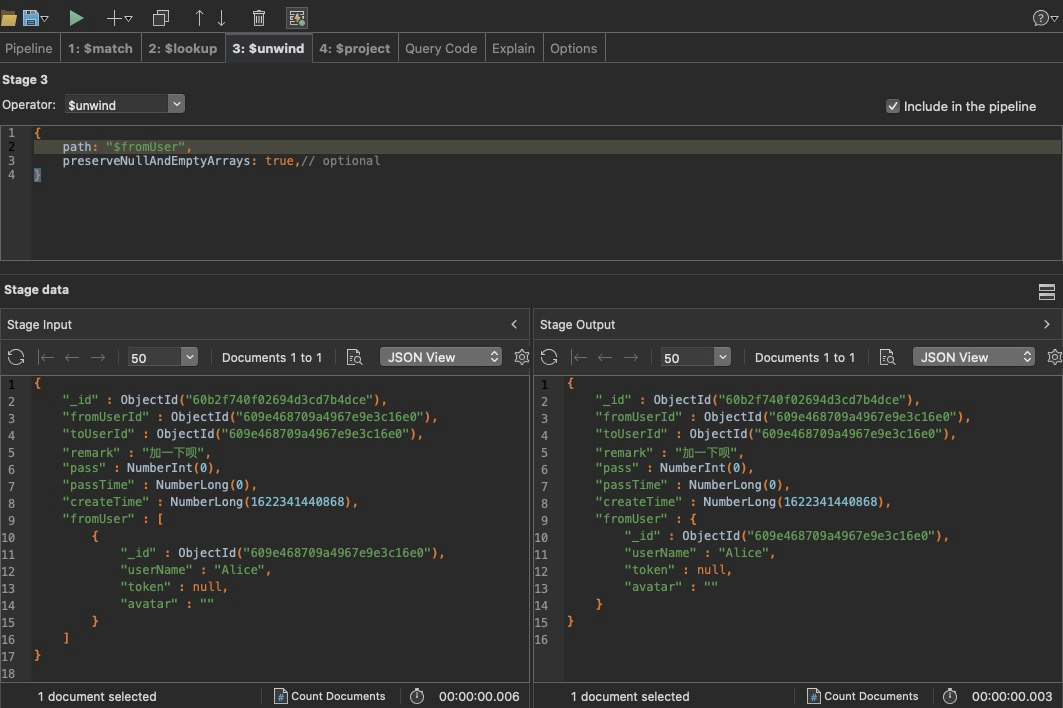 Pipeline 1: $match 2: $lookup 3: $unwind 4: $project Query Code Explain Options
Stage 3
Operator: $unwind Include in the pipeline
1 {
2 path: "$fromUser",
3 preserveNullAndEmptyArrays: true,// optional
4 }
Stage data
Stage Input
50 Documents 1 to 1 JSON View
1 {
2 "_id" : ObjectId("60b2f740f02694d3cd7b4dce"),
3 "fromUserId" : ObjectId("609e468709a4967e9e3c16e0"),
4 "toUserId" : ObjectId("609e468709a4967e9e3c16e0"),
5 "remark" : "加一下呗",
6 "pass" : NumberInt(0),
7 "passTime" : NumberLong(0),
8 "createTime" : NumberLong(1622341440868),
9 "fromUser" : [
10 {
11 "_id" : ObjectId("609e468709a4967e9e3c16e0"),
12 "userName" : "Alice",
13 "token" : null,
14 "avatar" : ""
15 }
16 ]
17 }
18
1 document selected Count Documents 00:00:00.006
Stage Output
50 Documents 1 to 1 JSON View
1 {
2 "_id" : ObjectId("60b2f740f02694d3cd7b4dce"),
3 "fromUserId" : ObjectId("609e468709a4967e9e3c16e0"),
4 "toUserId" : ObjectId("609e468709a4967e9e3c16e0"),
5 "remark" : "加一下呗",
6 "pass" : NumberInt(0),
7 "passTime" : NumberLong(0),
8 "createTime" : NumberLong(1622341440868),
9 "fromUser" : {
10 "_id" : ObjectId("609e468709a4967e9e3c16e0"),
11 "userName" : "Alice",
12 "token" : null,
13 "avatar" : ""
14 }
15 }
16
1 document selected Count Documents 00:00:00.003